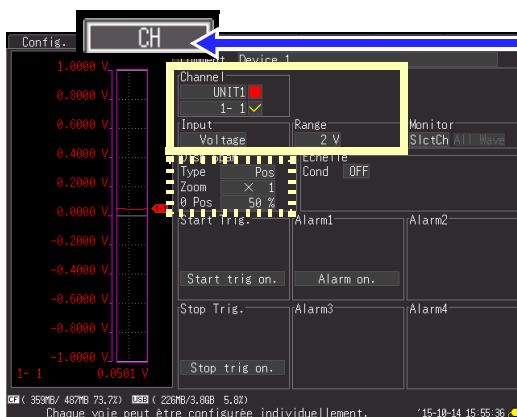 Config. CH
Comment Device 1
1.0000 V
0.8000 V
0.6000 V
0.4000 V
0.2000 V
0.0000 V
-0.2000 V
-0.4000 V
-0.6000 V
-0.8000 V
-1.0000 V
1- 1 0.0501 V
Channel
UNIT1
1- 1
Input
Voltage
Range
2 V
Monitor
SlctCh All Wave
Type Pos
Zoom × 1
0 Pos 50 %
Echelle
Cond OFF
Start Trig.
Start trig on.
Alarm1
Alarm on.
Alarm2
Stop Trig.
Stop trig on.
Alarm3
Alarm4
CF ( 359MB/ 487MB 73.7%) USB ( 226MB/3.8GB 5.8%)
Chaque voie peut être configurée individuellement. '15-10-14 15:55:36